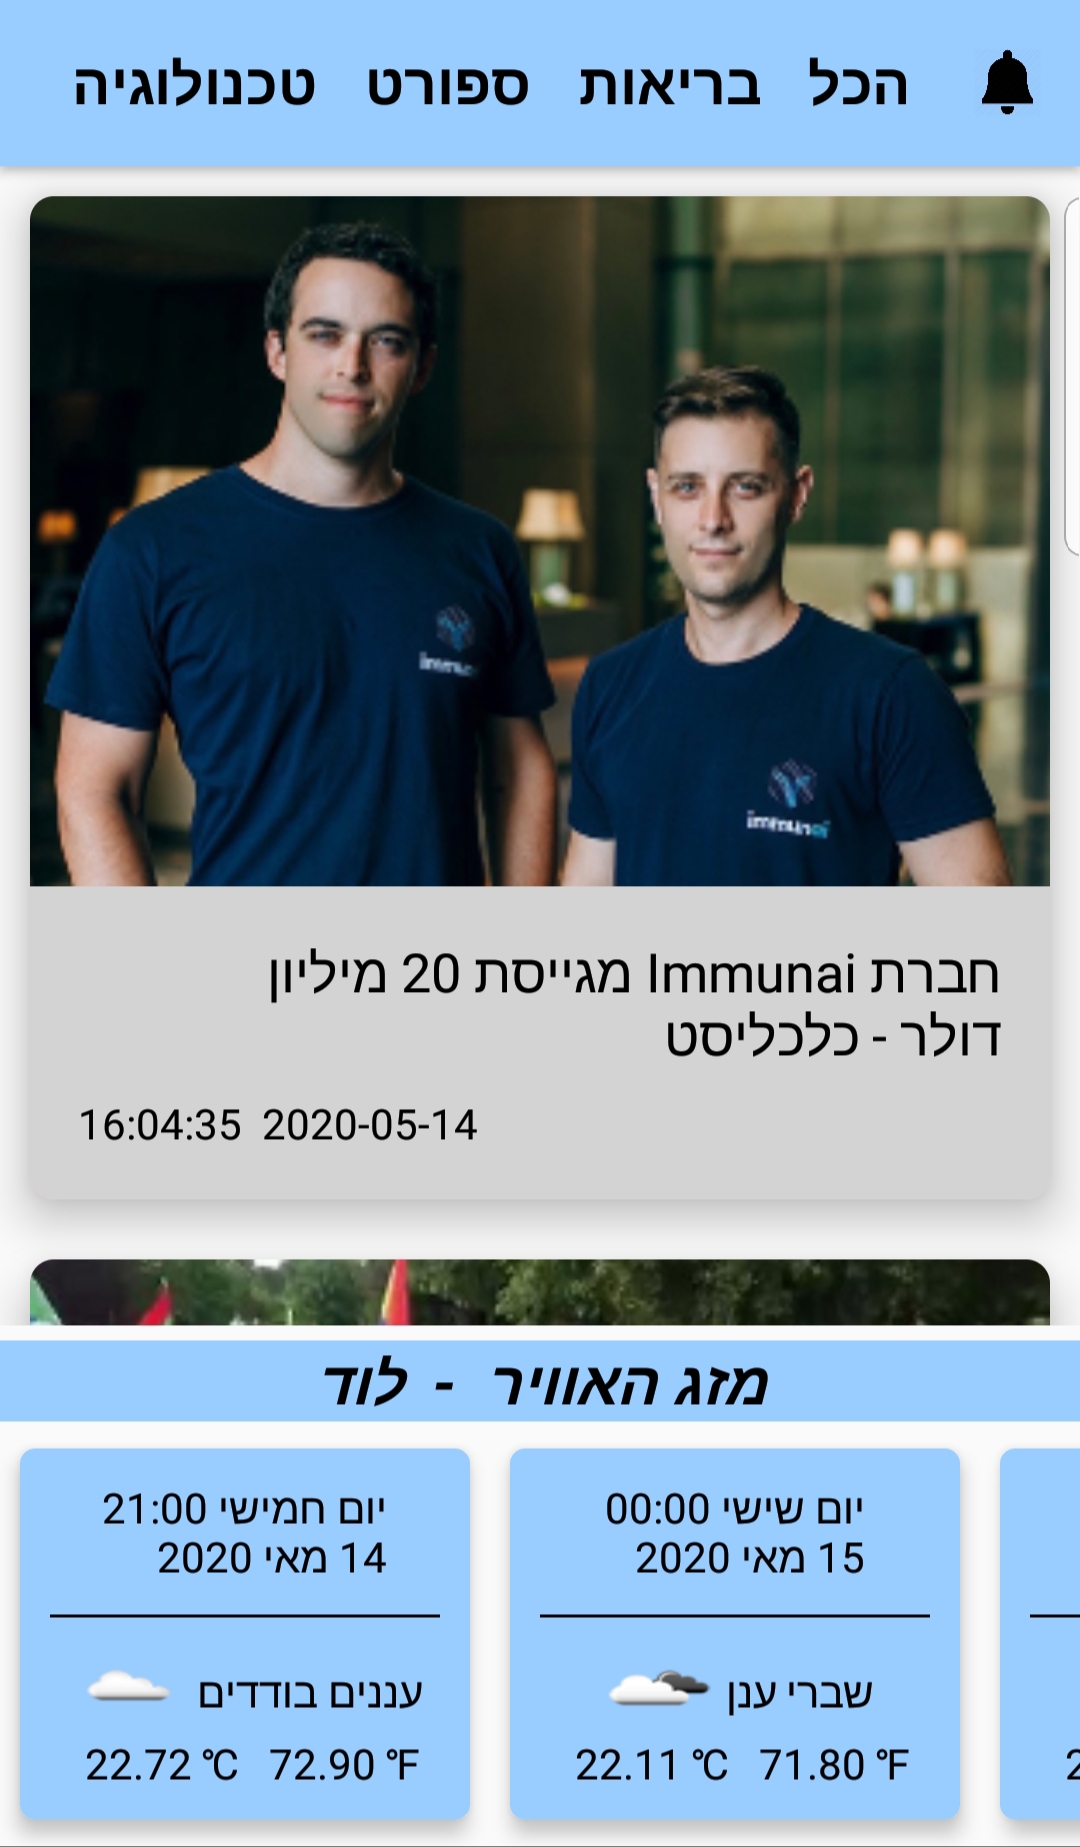 הכל בריאות ספורט טכנולוגיה
immunai
חברת Immunai מגייסת 20 מיליון
דולר - כלכליסט
16:04:35 2020-05-14
מזג האוויר - לוד
יום חמישי 21:00
14 מאי 2020
עננים בודדים
22.72 ℃ 72.90 ℉
יום שישי 00:00
15 מאי 2020
שברי ענן
22.11 ℃ 71.80 ℉